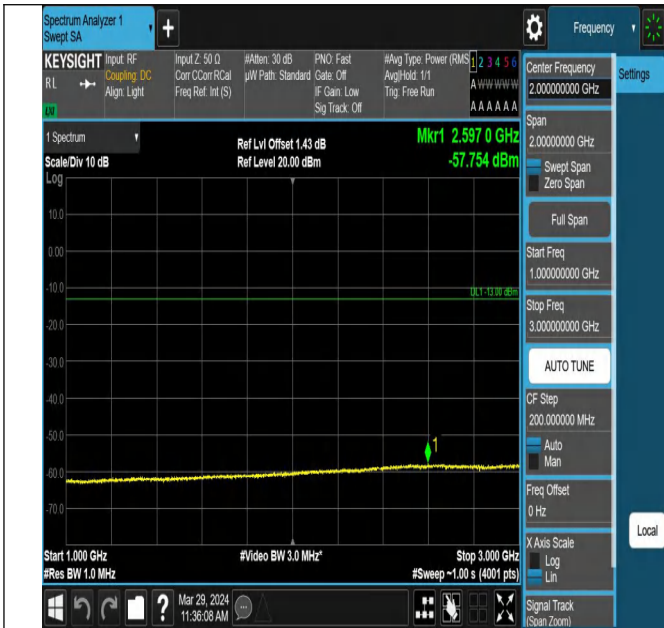 Spectrum Analyzer 1
Swept SA
+
Frequency
KEYSIGHT
RL
LXI
Input: RF
Coupling: DC
Align: Light
Input Z: 50 Ω
Corr CCorr RCal
Freq Ref: Int (S)
#Atten: 30 dB
µW Path: Standard
PNO: Fast
Gate: Off
IF Gain: Low
Sig Track: Off
#Avg Type: Power (RMS
Avg|Hold: 1/1
Trig: Free Run
1 2 3 4 5 6
A W W W W W
A A A A A A
1 Spectrum
Scale/Div 10 dB
Log
Ref Lvl Offset 1.43 dB
Ref Level 20.00 dBm
Mkr1 2.597 0 GHz
-57.754 dBm
10.0
0.00
-10.0
DL1 -13.00 dBm
-20.0
-30.0
-40.0
-50.0
1
-60.0
-70.0
Start 1.000 GHz
#Video BW 3.0 MHz*
Stop 3.000 GHz
#Res BW 1.0 MHz
#Sweep ~1.00 s (4001 pts)
?
Mar 29, 2024
11:36:08 AM
Center Frequency
2.000000000 GHz
Settings
Span
2.00000000 GHz
Swept Span
Zero Span
Full Span
Start Freq
1.000000000 GHz
Stop Freq
3.000000000 GHz
AUTO TUNE
CF Step
200.000000 MHz
Auto
Man
Freq Offset
0 Hz
Local
X Axis Scale
Log
Lin
Signal Track
(Span Zoom)